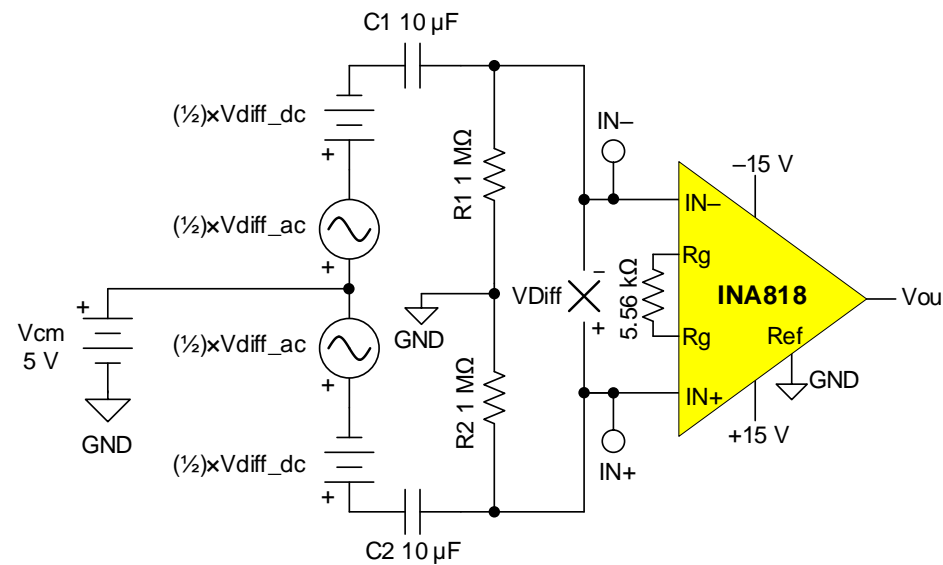 C1 10 µF
(½)×Vdiff_dc
+
IN–
–15 V
R1 1 MΩ
+
(½)×Vdiff_ac
IN–
+
Rg
VDiff
–
5.56 kΩ
INA818
Vou
+
Vcm
5 V
(½)×Vdiff_ac
GND
+
Rg
Ref
GND
+
R2 1 MΩ
IN+
GND
+15 V
(½)×Vdiff_dc
IN+
+
C2 10 µF